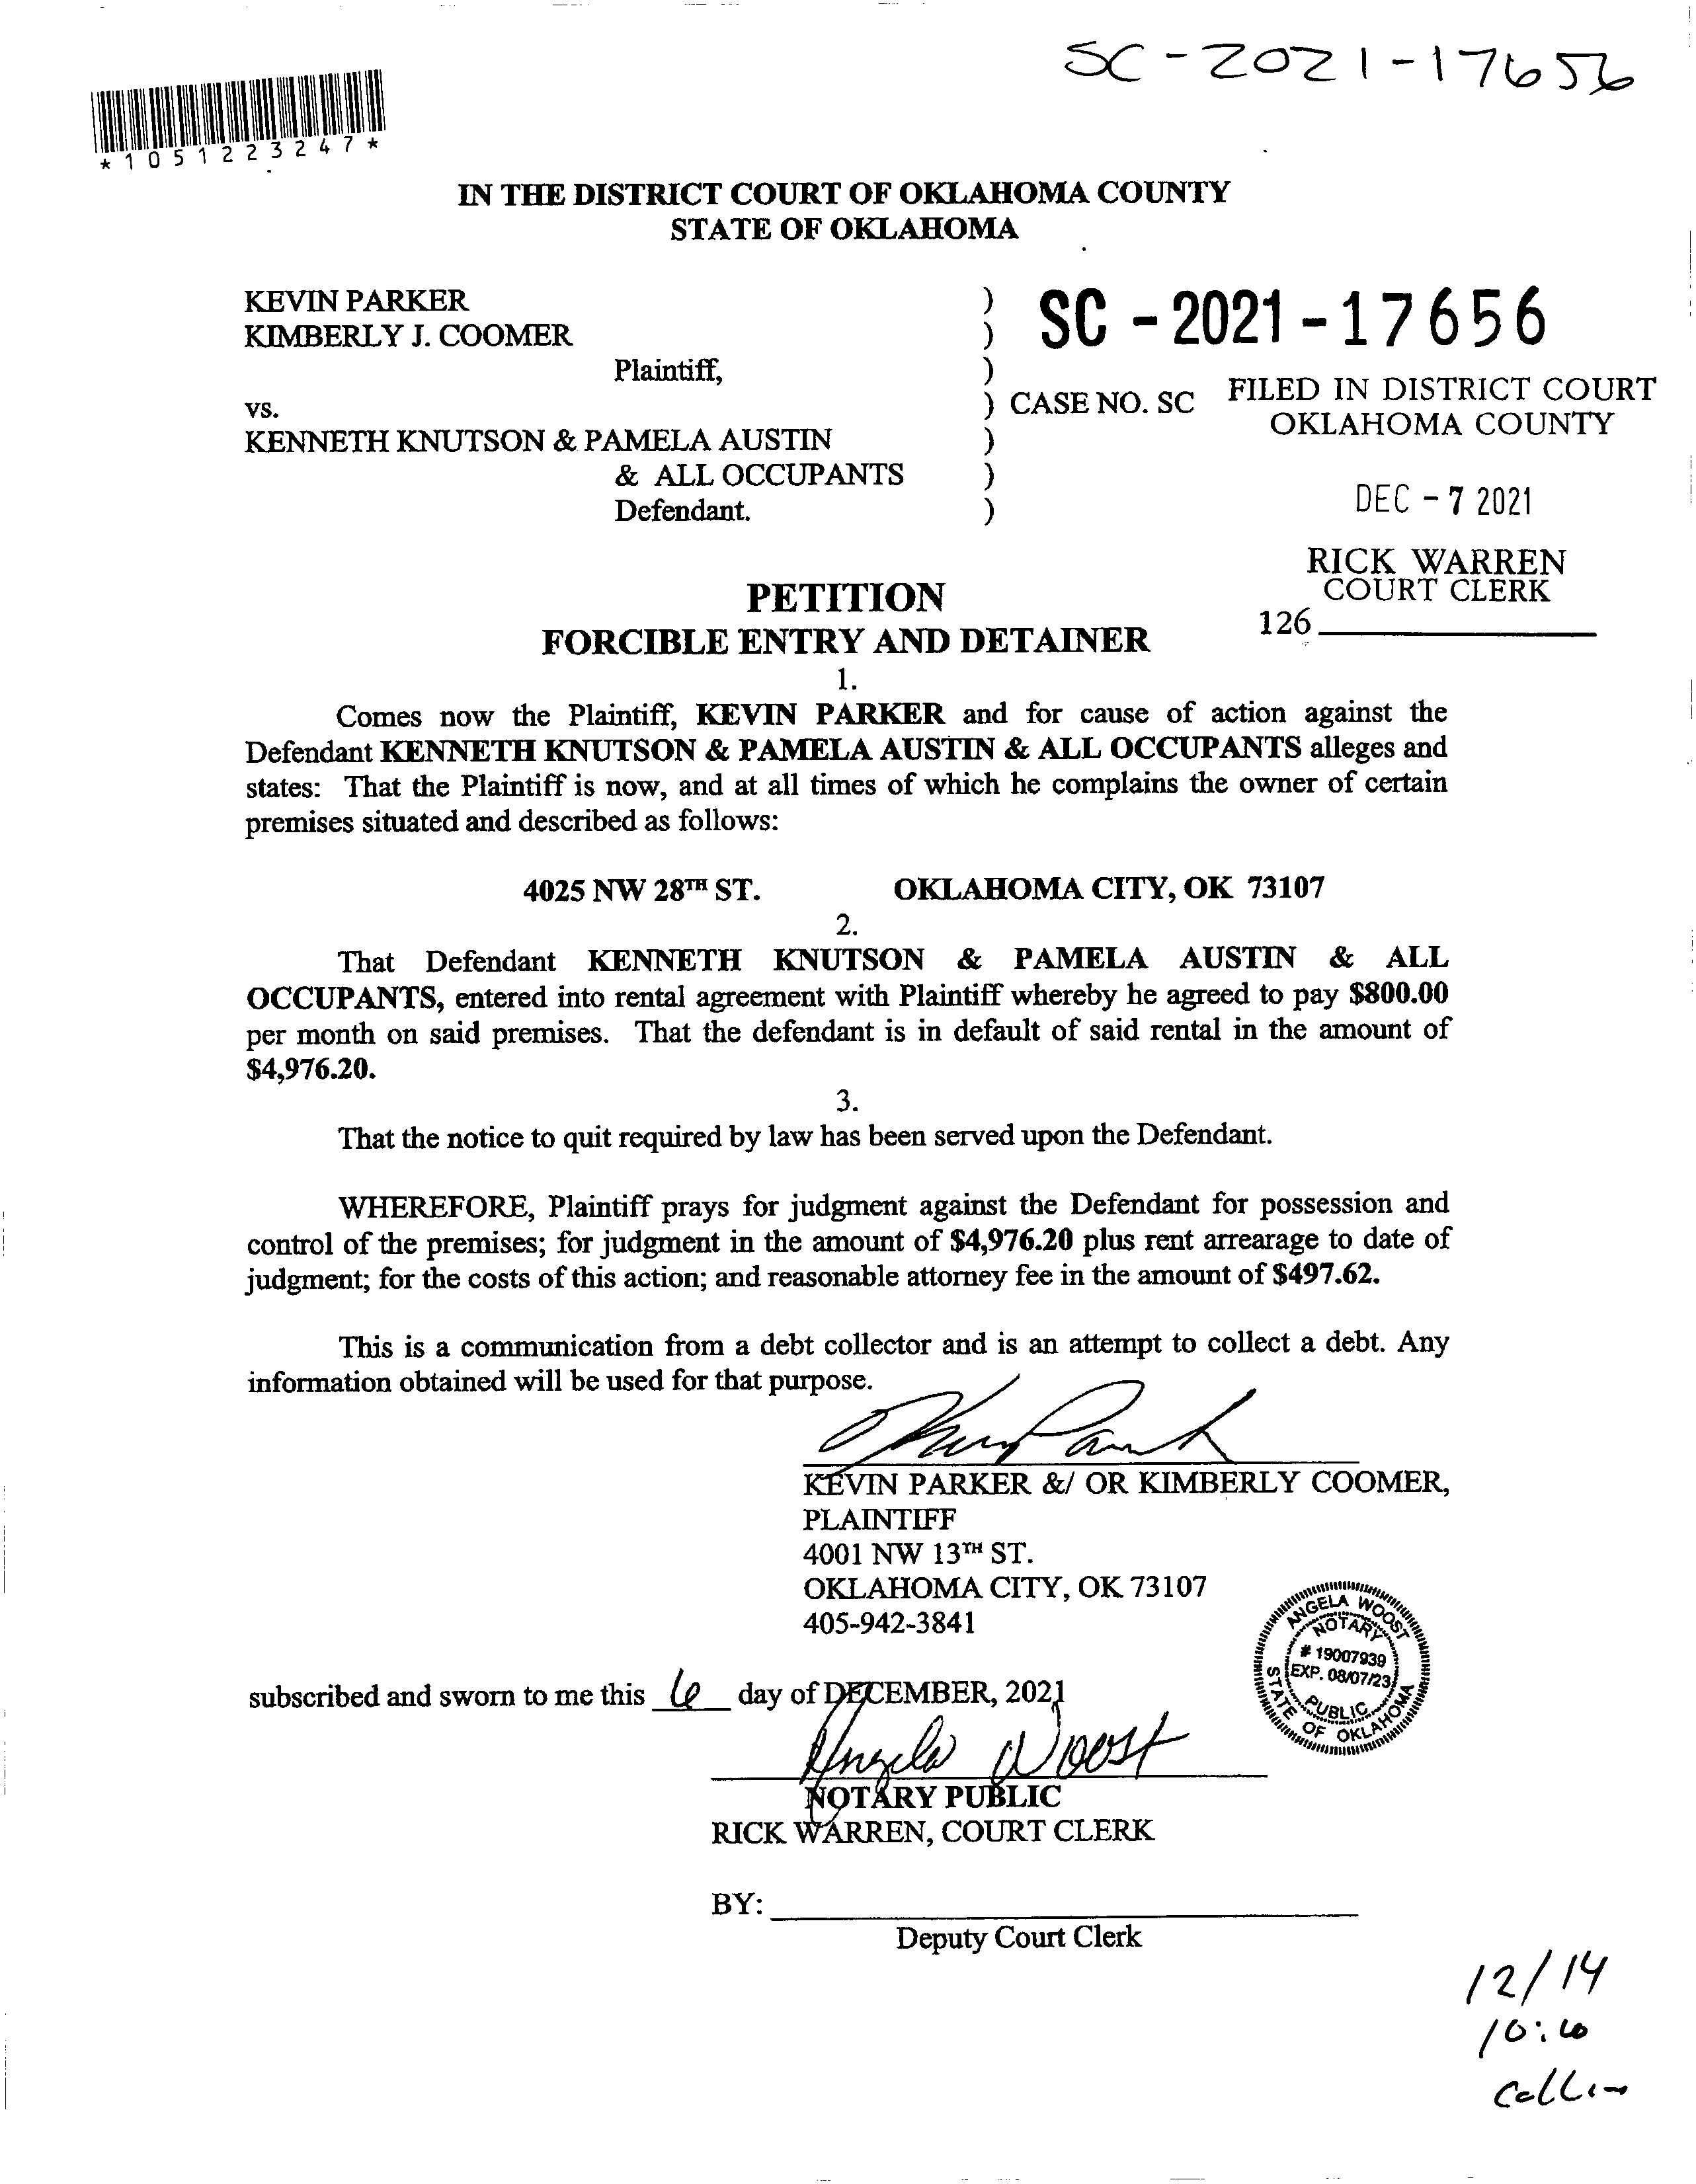 SC-2021-17656
*1051223247*
IN THE DISTRICT COURT OF OKLAHOMA COUNTY
STATE OF OKLAHOMA
KEVIN PARKER )
KIMBERLY J. COOMER )
Plaintiff, )
SC - 2021 - 17656
vs. ) CASE NO. SC
FILED IN DISTRICT COURT
OKLAHOMA COUNTY
KENNETH KNUTSON & PAMELA AUSTIN )
& ALL OCCUPANTS )
Defendant. )
DEC - 7 2021
RICK WARREN
COURT CLERK
126
PETITION
FORCIBLE ENTRY AND DETAINER
1.
Comes now the Plaintiff, KEVIN PARKER and for cause of action against the
Defendant KENNETH KNUTSON & PAMELA AUSTIN & ALL OCCUPANTS alleges and
states: That the Plaintiff is now, and at all times of which he complains the owner of certain
premises situated and described as follows:
4025 NW 28TH ST. OKLAHOMA CITY, OK 73107
2.
That Defendant KENNETH KNUTSON & PAMELA AUSTIN & ALL
OCCUPANTS, entered into rental agreement with Plaintiff whereby he agreed to pay $800.00
per month on said premises. That the defendant is in default of said rental in the amount of
$4,976.20.
3.
That the notice to quit required by law has been served upon the Defendant.
WHEREFORE, Plaintiff prays for judgment against the Defendant for possession and
control of the premises; for judgment in the amount of $4,976.20 plus rent arrearage to date of
judgment; for the costs of this action; and reasonable attorney fee in the amount of $497.62.
This is a communication from a debt collector and is an attempt to collect a debt. Any
information obtained will be used for that purpose.
KEVIN PARKER &/ OR KIMBERLY COOMER,
PLAINTIFF
4001 NW 13TH ST.
OKLAHOMA CITY, OK 73107
405-942-3841
ANGELA WOOST
NOTARY
# 19007939
EXP. 08/07/23
PUBLIC
STATE OF OKLAHOMA
subscribed and sworn to me this 6 day of DECEMBER, 2021
Angela Woost
NOTARY PUBLIC
RICK WARREN, COURT CLERK
BY:
Deputy Court Clerk
12/14